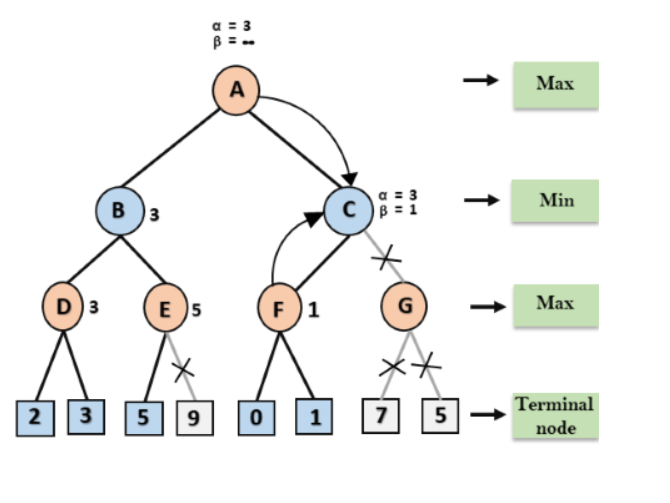 α = 3
β = ∞
A
Max
B 3
C
α = 3
β = 1
Min
D 3
E 5
F 1
G
Max
2 3 5 9 0 1 7 5
Terminal
node